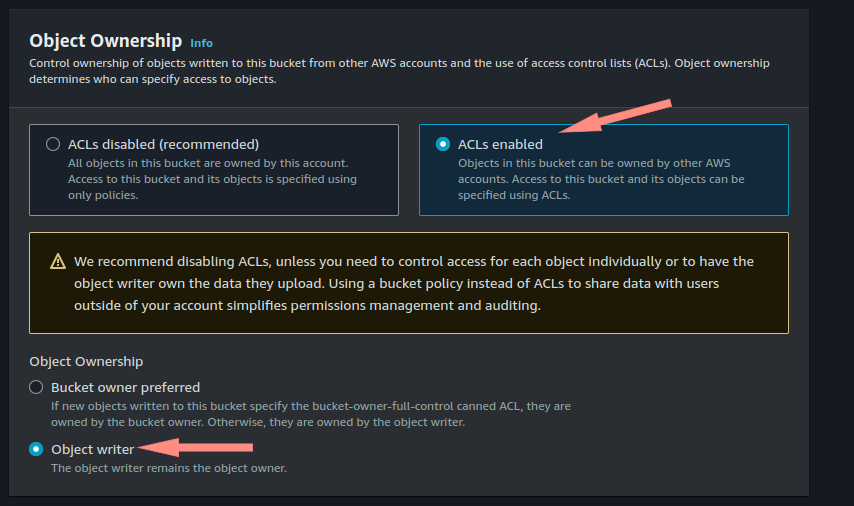 Object Ownership Info
Control ownership of objects written to this bucket from other AWS accounts and the use of access control lists (ACLs). Object ownership
determines who can specify access to objects.
ACLs disabled (recommended)
All objects in this bucket are owned by this account.
Access to this bucket and its objects is specified using
only policies.
ACLs enabled
Objects in this bucket can be owned by other AWS
accounts. Access to this bucket and its objects can be
specified using ACLs.
We recommend disabling ACLs, unless you need to control access for each object individually or to have the
object writer own the data they upload. Using a bucket policy instead of ACLs to share data with users
outside of your account simplifies permissions management and auditing.
Object Ownership
Bucket owner preferred
If new objects written to this bucket specify the bucket-owner-full-control canned ACL, they are
owned by the bucket owner. Otherwise, they are owned by the object writer.
Object writer
The object writer remains the object owner.